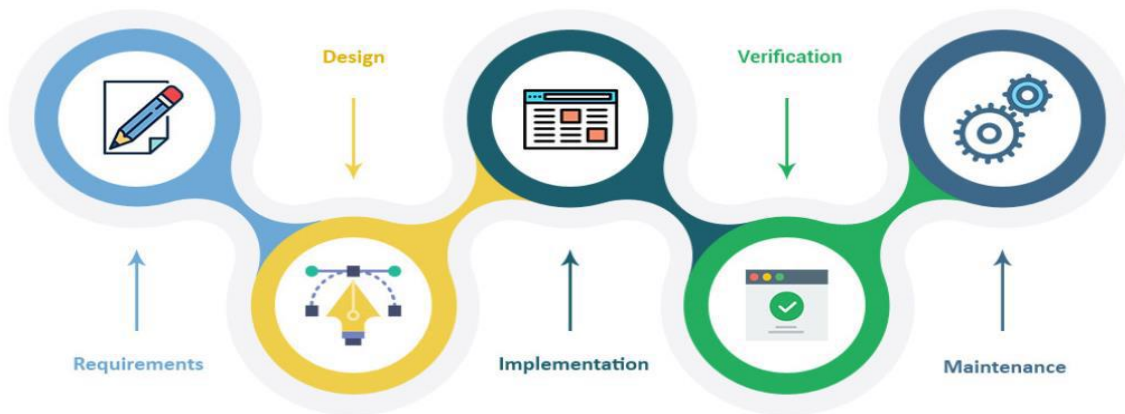 Design
Verification
Requirements
Implementation
Maintenance